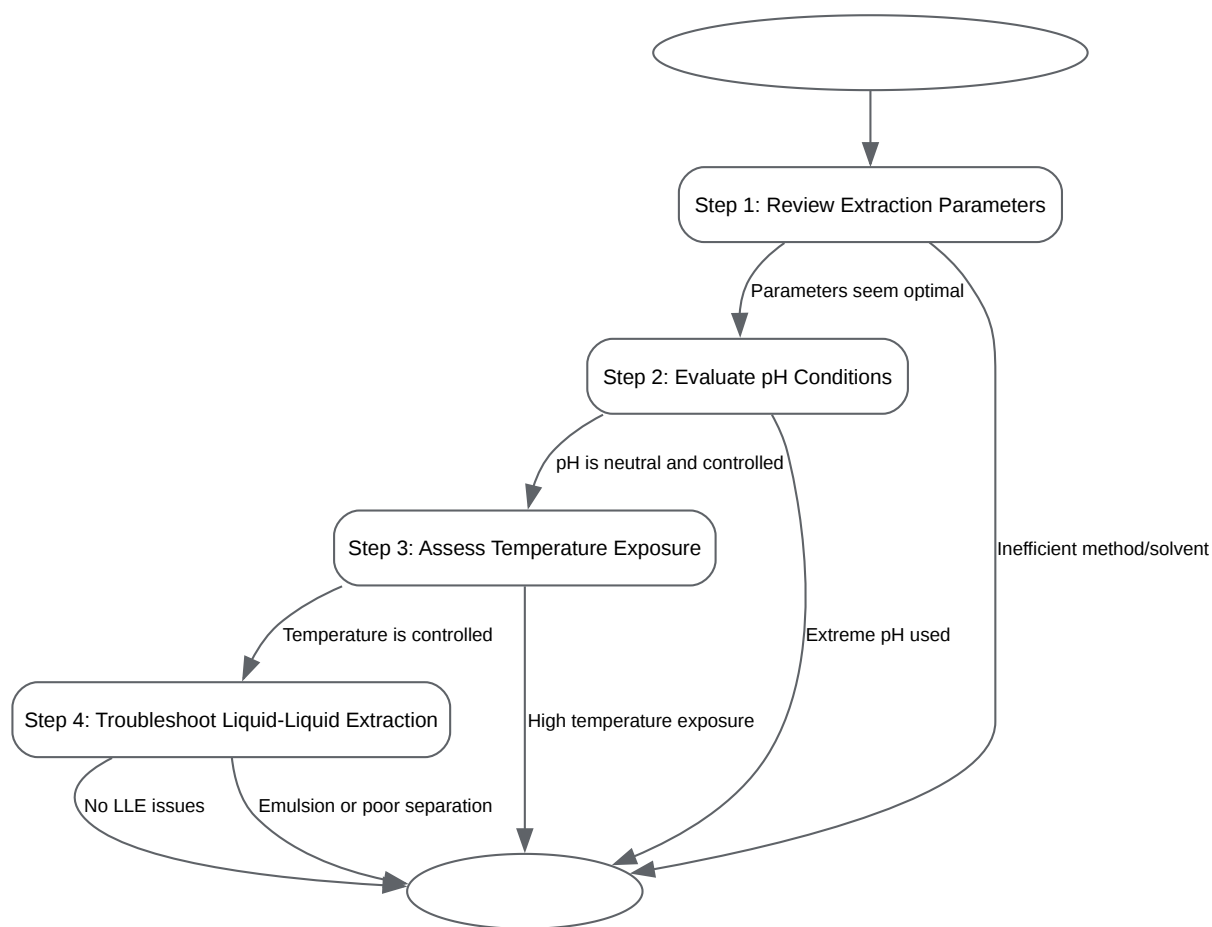 Step 1: Review Extraction Parameters
Parameters seem optimal
Step 2: Evaluate pH Conditions
pH is neutral and controlled
Step 3: Assess Temperature Exposure
Inefficient method/solvent
Temperature is controlled
Extreme pH used
Step 4: Troubleshoot Liquid-Liquid Extraction
High temperature exposure
No LLE issues
Emulsion or poor separation